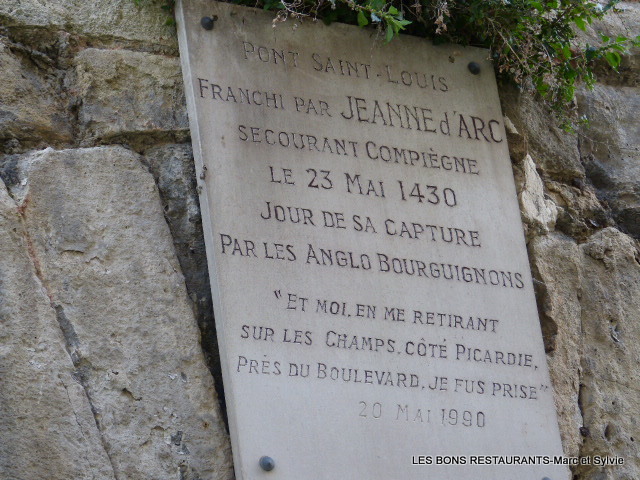 PONT SAINT-LOUIS
FRANCHI PAR JEANNE d'ARC
SECOURANT COMPIÈGNE
LE 23 MAI 1430
JOUR DE SA CAPTURE
PAR LES ANGLO BOURGUIGNONS
"ET MOI, EN ME RETIRANT
SUR LES CHAMPS, CÔTÉ PICARDIE,
PRÈS DU BOULEVARD, JE FUS PRISE"
20 MAI 1990
LES BONS RESTAURANTS-Marc et Sylvie